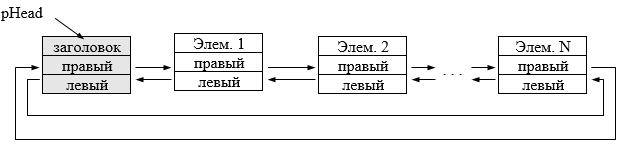 pHead
заголовок
правый
левый
Элем. 1
правый
левый
Элем. 2
правый
левый
. . .
Элем. N
правый
левый